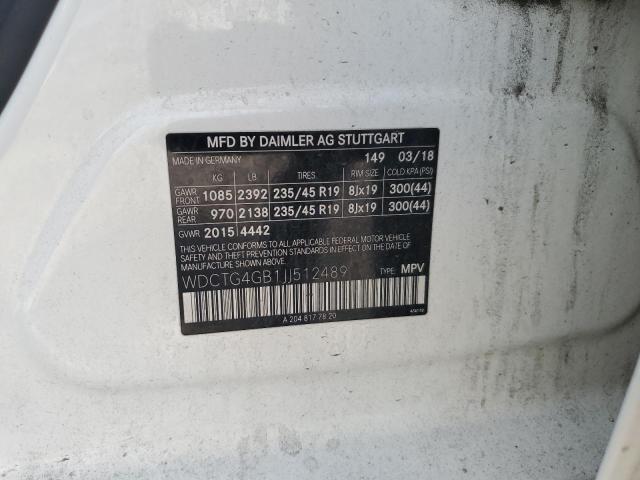 MFD BY DAIMLER AG STUTTGART
MADE IN GERMANY 149 03/18
KG LB TIRES RIM SIZE COLD KPA (PSI)
GAWR FRONT 1085 2392 235/45 R19 8Jx19 300(44)
GAWR REAR 970 2138 235/45 R19 8Jx19 300(44)
GVWR 2015 4442
THIS VEHICLE CONFORMS TO ALL APPLICABLE FEDERAL MOTOR VEHICLE
SAFETY AND THEFT PREVENTION STANDARDS IN EFFECT ON THE DATE OF
MANUFACTURE SHOWN ABOVE.
WDCTG4GB1JJ512489 TYPE: MPV
A 204 817 78 20